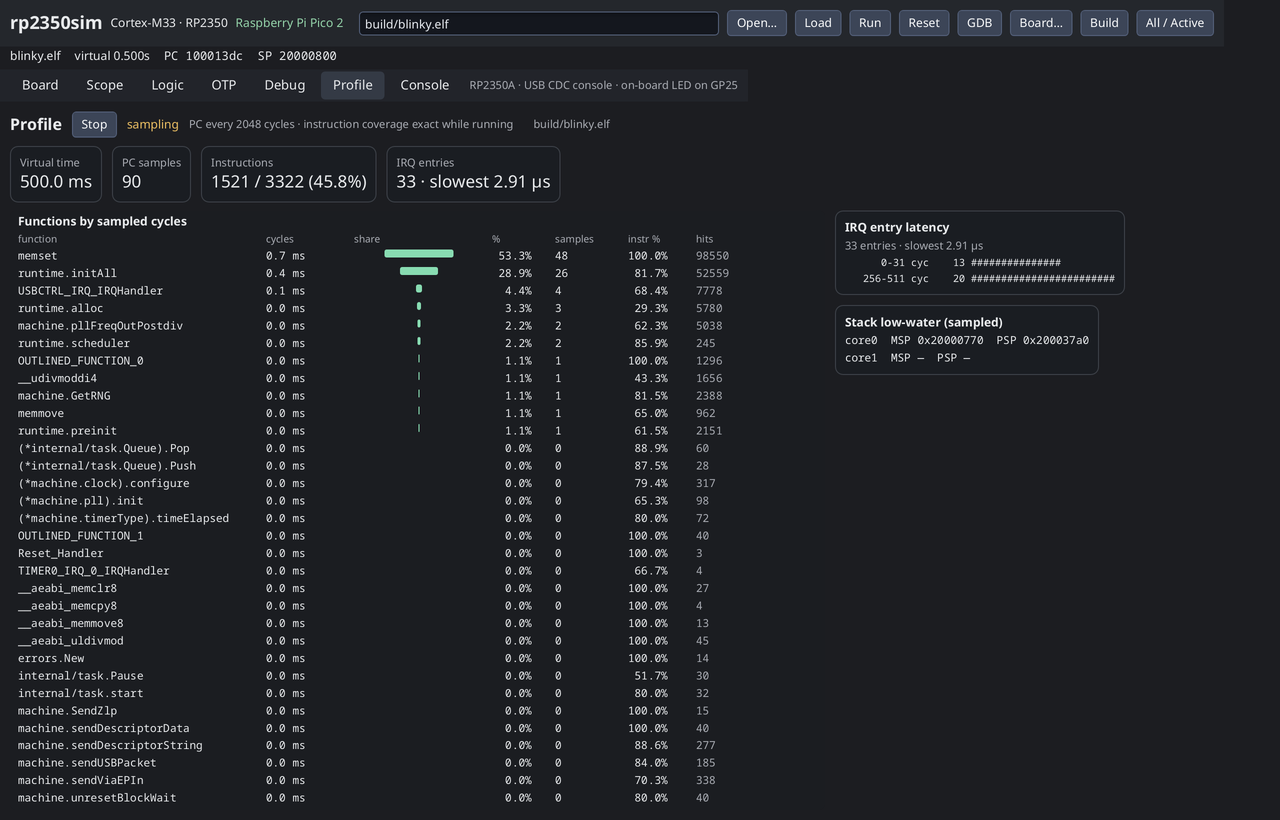 rp2350sim Cortex-M33 · RP2350 Raspberry Pi Pico 2 build/blinky.elf Open... Load Run Reset GDB Board... Build All / Active
blinky.elf virtual 0.500s PC 100013dc SP 20000800
Board Scope Logic OTP Debug Profile Console RP2350A · USB CDC console · on-board LED on GP25
Profile Stop sampling PC every 2048 cycles · instruction coverage exact while running build/blinky.elf
Virtual time PC samples Instructions IRQ entries
500.0 ms 90 1521 / 3322 (45.8%) 33 · slowest 2.91 µs
Functions by sampled cycles
function cycles share % samples instr % hits
memset 0.7 ms 53.3% 48 100.0% 98550
runtime.initAll 0.4 ms 28.9% 26 81.7% 52559
USBCTRL_IRQ_IRQHandler 0.1 ms 4.4% 4 68.4% 7778
runtime.alloc 0.0 ms 3.3% 3 29.3% 5780
machine.pllFreqOutPostdiv 0.0 ms 2.2% 2 62.3% 5038
runtime.scheduler 0.0 ms 2.2% 2 85.9% 245
OUTLINED_FUNCTION_0 0.0 ms 1.1% 1 100.0% 1296
__udivmoddi4 0.0 ms 1.1% 1 43.3% 1656
machine.GetRNG 0.0 ms 1.1% 1 81.5% 2388
memmove 0.0 ms 1.1% 1 65.0% 962
runtime.preinit 0.0 ms 1.1% 1 61.5% 2151
(*internal/task.Queue).Pop 0.0 ms 0.0% 0 88.9% 60
(*internal/task.Queue).Push 0.0 ms 0.0% 0 87.5% 28
(*machine.clock).configure 0.0 ms 0.0% 0 79.4% 317
(*machine.pll).init 0.0 ms 0.0% 0 65.3% 98
(*machine.timerType).timeElapsed 0.0 ms 0.0% 0 80.0% 72
OUTLINED_FUNCTION_1 0.0 ms 0.0% 0 100.0% 40
Reset_Handler 0.0 ms 0.0% 0 100.0% 3
TIMER0_IRQ_0_IRQHandler 0.0 ms 0.0% 0 66.7% 4
__aeabi_memclr8 0.0 ms 0.0% 0 100.0% 27
__aeabi_memcpy8 0.0 ms 0.0% 0 100.0% 4
__aeabi_memmove8 0.0 ms 0.0% 0 100.0% 13
__aeabi_uldivmod 0.0 ms 0.0% 0 100.0% 45
errors.New 0.0 ms 0.0% 0 100.0% 14
internal/task.Pause 0.0 ms 0.0% 0 51.7% 30
internal/task.start 0.0 ms 0.0% 0 80.0% 32
machine.SendZlp 0.0 ms 0.0% 0 100.0% 15
machine.sendDescriptorData 0.0 ms 0.0% 0 100.0% 40
machine.sendDescriptorString 0.0 ms 0.0% 0 88.6% 277
machine.sendUSBPacket 0.0 ms 0.0% 0 84.0% 185
machine.sendViaEPIn 0.0 ms 0.0% 0 70.3% 338
machine.unresetBlockWait 0.0 ms 0.0% 0 80.0% 40
IRQ entry latency
33 entries · slowest 2.91 µs
0-31 cyc 13 ###############
256-511 cyc 20 ########################
Stack low-water (sampled)
core0 MSP 0x20000770 PSP 0x200037a0
core1 MSP — PSP —